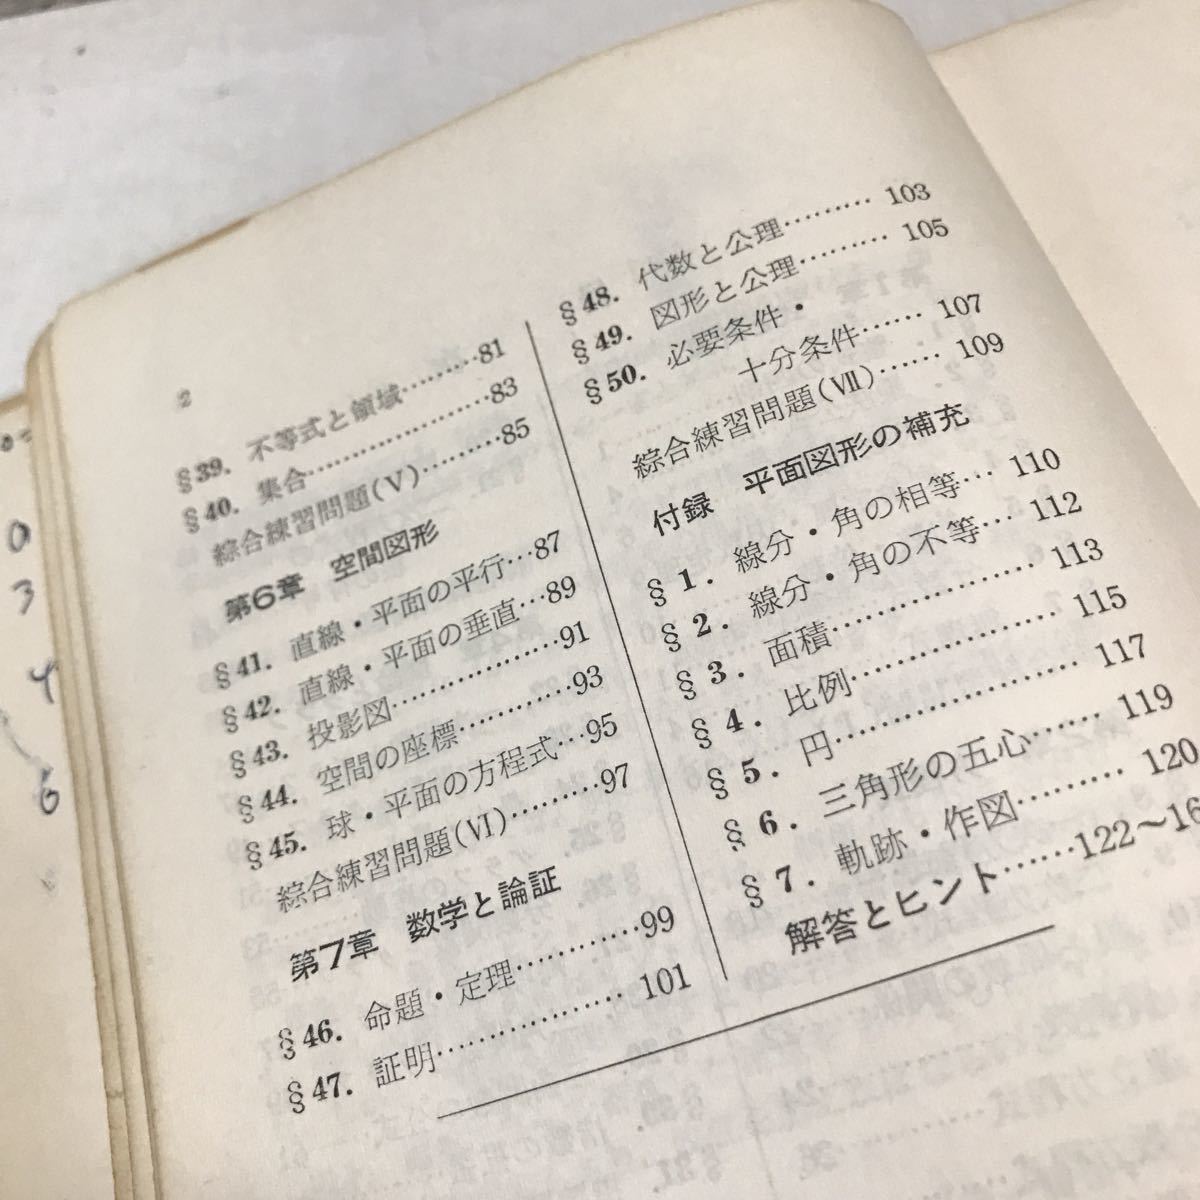 2
§39. 不等式と領域………81
§40. 集合…………………83
綜合練習問題(Ⅴ)………85
第6章 空間図形
§41. 直線・平面の平行…87
§42. 直線・平面の垂直…89
§43. 投影図………………91
§44. 空間の座標…………93
§45. 球・平面の方程式…95
綜合練習問題(Ⅵ)………97
第7章 数学と論証
§46. 命題・定理…………99
§47. 証明………………101
§48. 代数と公理………103
§49. 図形と公理………105
§50. 必要条件・
十分条件……107
綜合練習問題(Ⅶ)……109
付録 平面図形の補充
§1. 線分・角の相等…110
§2. 線分・角の不等…112
§3. 面積………………113
§4. 比例………………115
§5. 円…………………117
§6. 三角形の五心……119
§7. 軌跡・作図………120
解答とヒント……122〜16
0
3
4
6